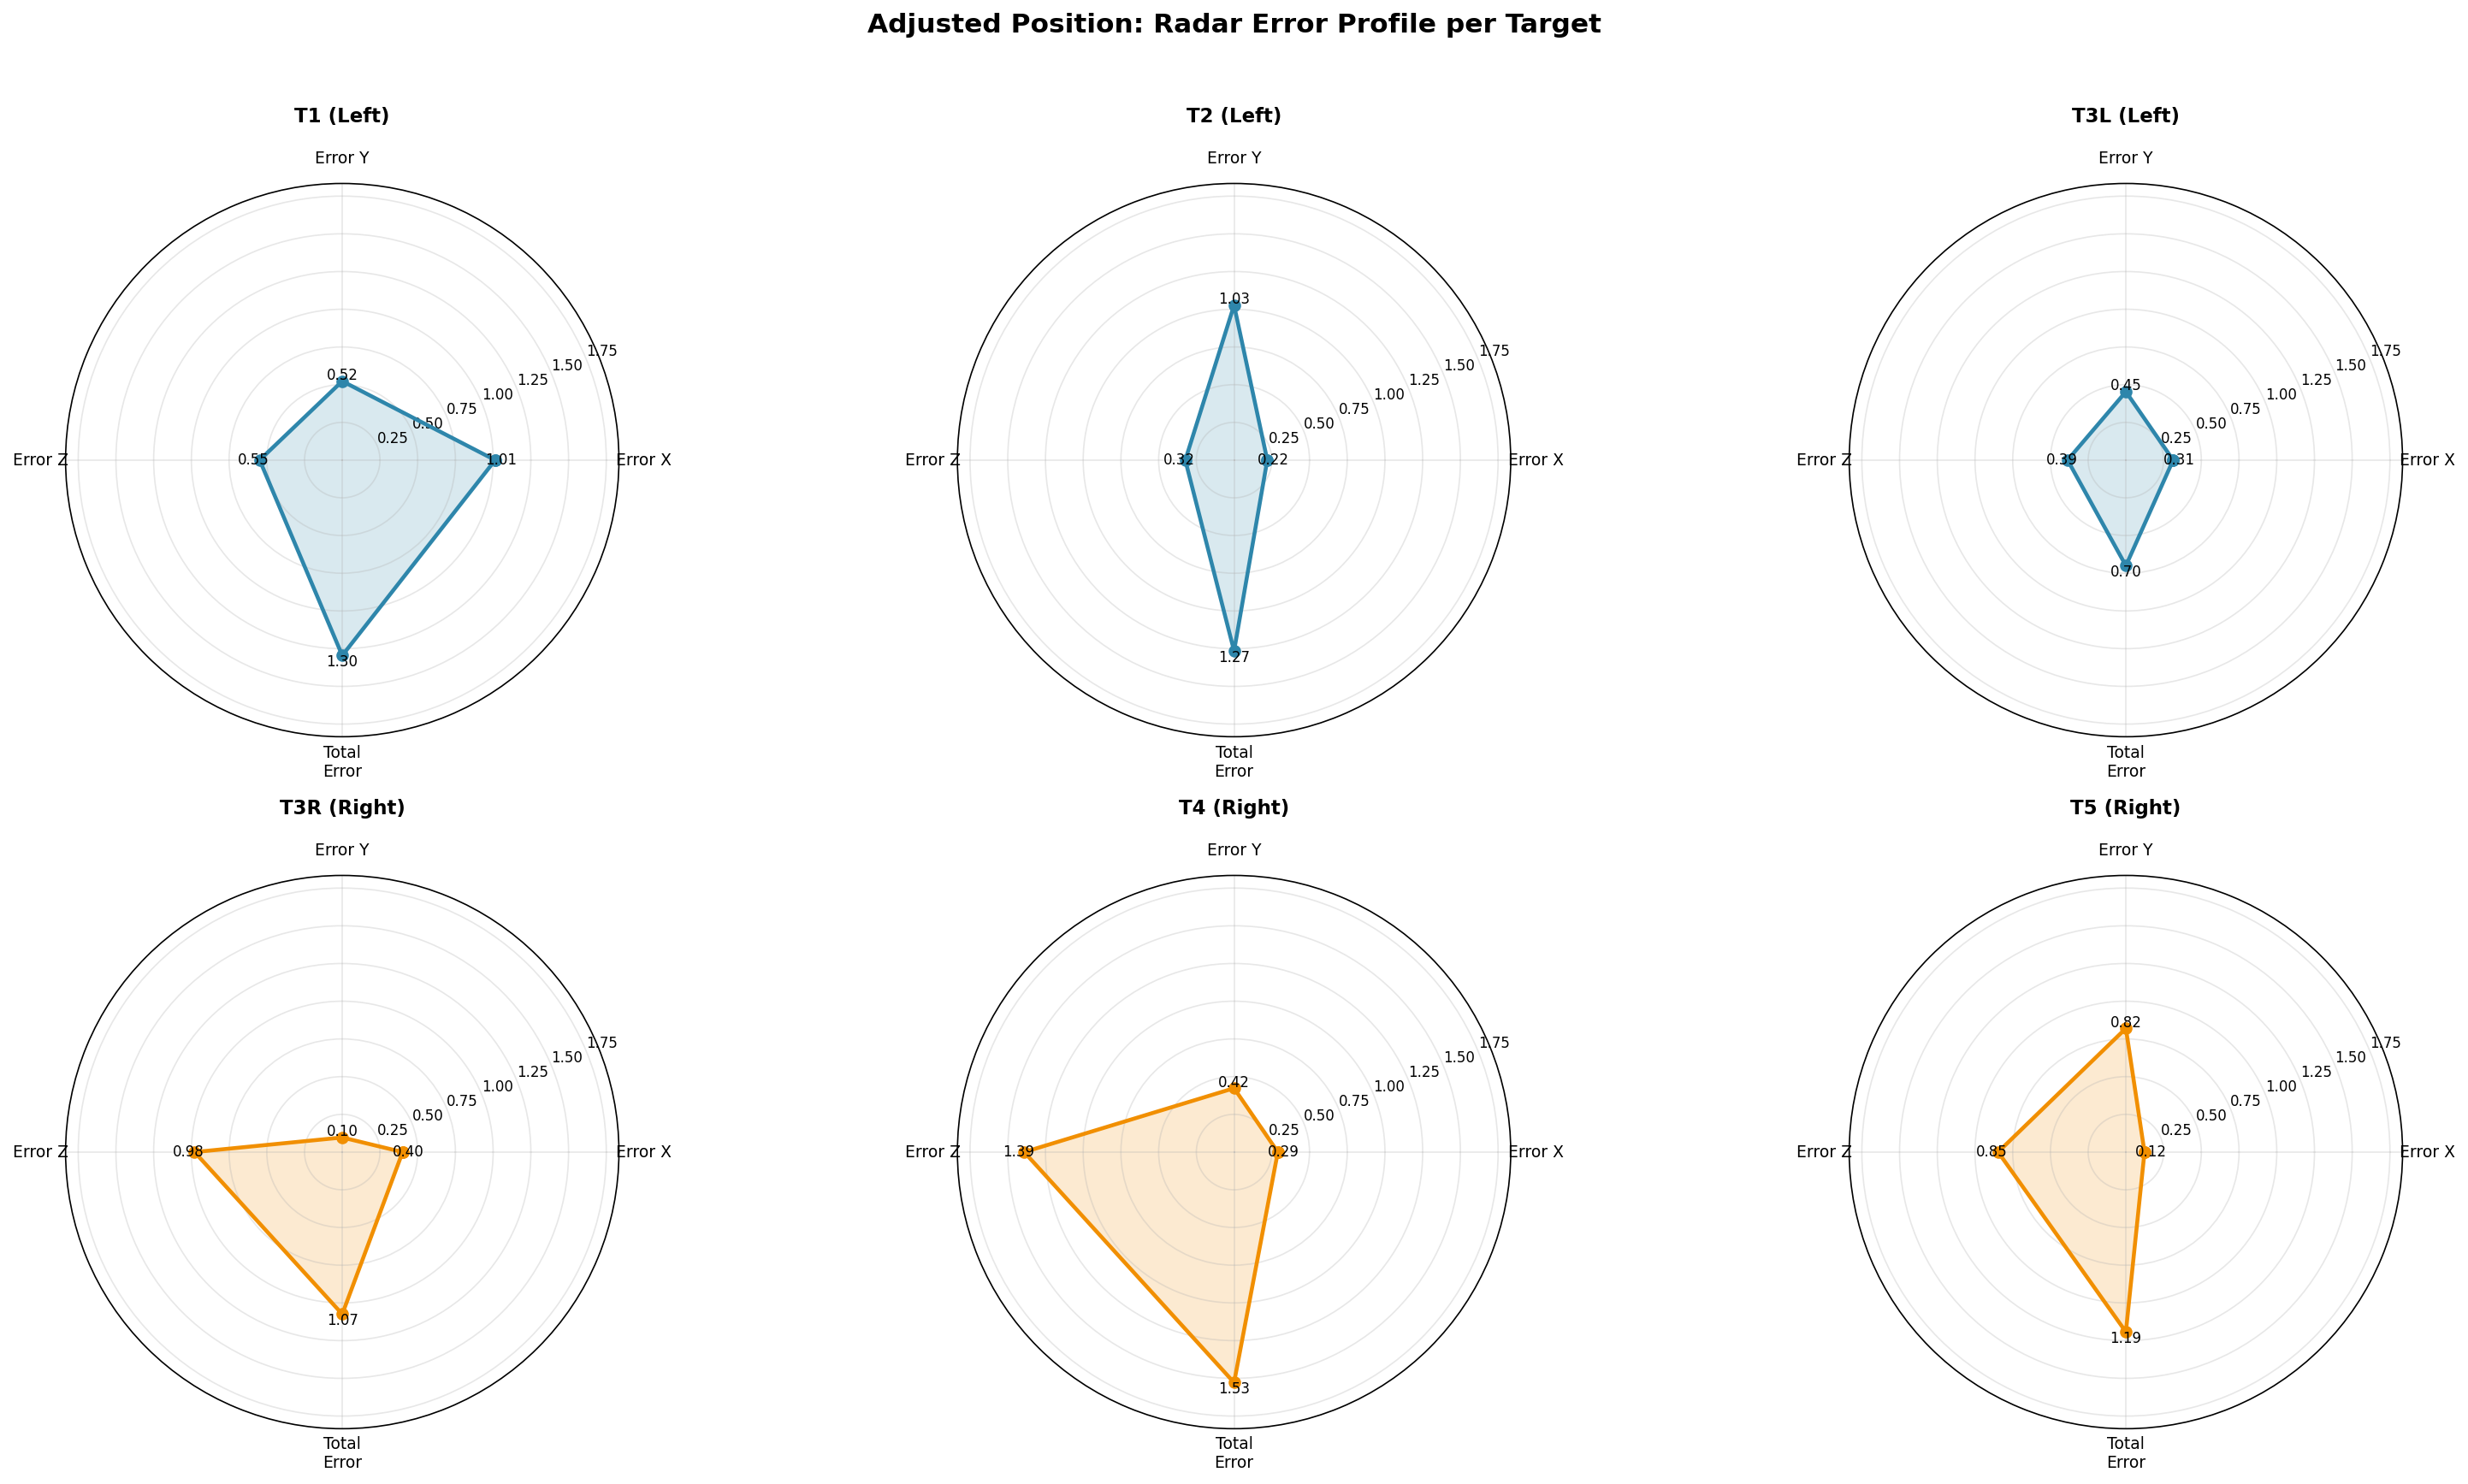 Adjusted Position: Radar Error Profile per Target
T1 (Left)
Error Y
1.75
1.50
1.25
1.00
0.75
0.50
0.25
0.52
Error Z
0.55
1.01
Error X
1.30
Total
Error
T2 (Left)
Error Y
1.03
1.75
1.50
1.25
1.00
0.75
0.50
0.25
Error Z
0.32
0.22
Error X
1.27
Total
Error
T3L (Left)
Error Y
1.75
1.50
1.25
1.00
0.75
0.50
0.25
0.45
Error Z
0.39
0.31
Error X
0.70
Total
Error
T3R (Right)
Error Y
1.75
1.50
1.25
1.00
0.75
0.50
0.25
0.10
Error Z
0.98
0.40
Error X
1.07
Total
Error
T4 (Right)
Error Y
1.75
1.50
1.25
1.00
0.75
0.50
0.25
0.42
Error Z
1.39
0.29
Error X
1.53
Total
Error
T5 (Right)
Error Y
0.82
1.75
1.50
1.25
1.00
0.75
0.50
0.25
Error Z
0.85
0.12
Error X
1.19
Total
Error